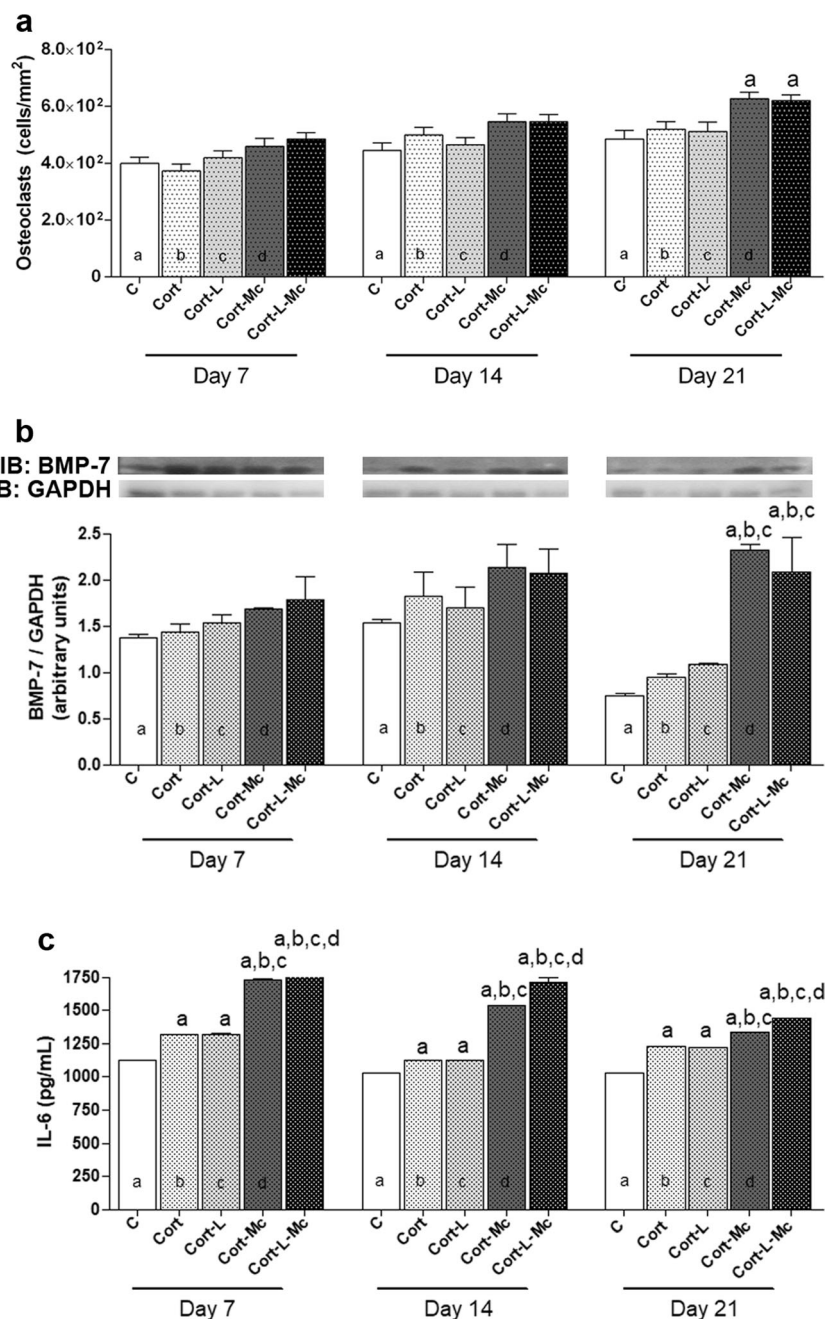 a
Osteoclasts (cells/mm²)
8.0×10²
6.0×10²
4.0×10²
2.0×10²
0
a a
a b c d
a b c d
a b c d
C Cort Cort-L Cort-Mc Cort-L-Mc
C Cort Cort-L Cort-Mc Cort-L-Mc
C Cort Cort-L Cort-Mc Cort-L-Mc
Day 7
Day 14
Day 21
b
IB: BMP-7
B: GAPDH
BMP-7 / GAPDH
(arbitrary units)
2.5
2.0
1.5
1.0
0.5
0.0
a,b,c
a,b,c
a b c d
a b c d
a b c d
C Cort Cort-L Cort-Mc Cort-L-Mc
C Cort Cort-L Cort-Mc Cort-L-Mc
C Cort Cort-L Cort-Mc Cort-L-Mc
Day 7
Day 14
Day 21
c
IL-6 (pg/mL)
1750
1500
1250
1000
750
500
250
0
a a a,b,c a,b,c,d
a a a,b,c a,b,c,d
a a a,b,c a,b,c,d
a b c d
a b c d
a b c d
C Cort Cort-L Cort-Mc Cort-L-Mc
C Cort Cort-L Cort-Mc Cort-L-Mc
C Cort Cort-L Cort-Mc Cort-L-Mc
Day 7
Day 14
Day 21